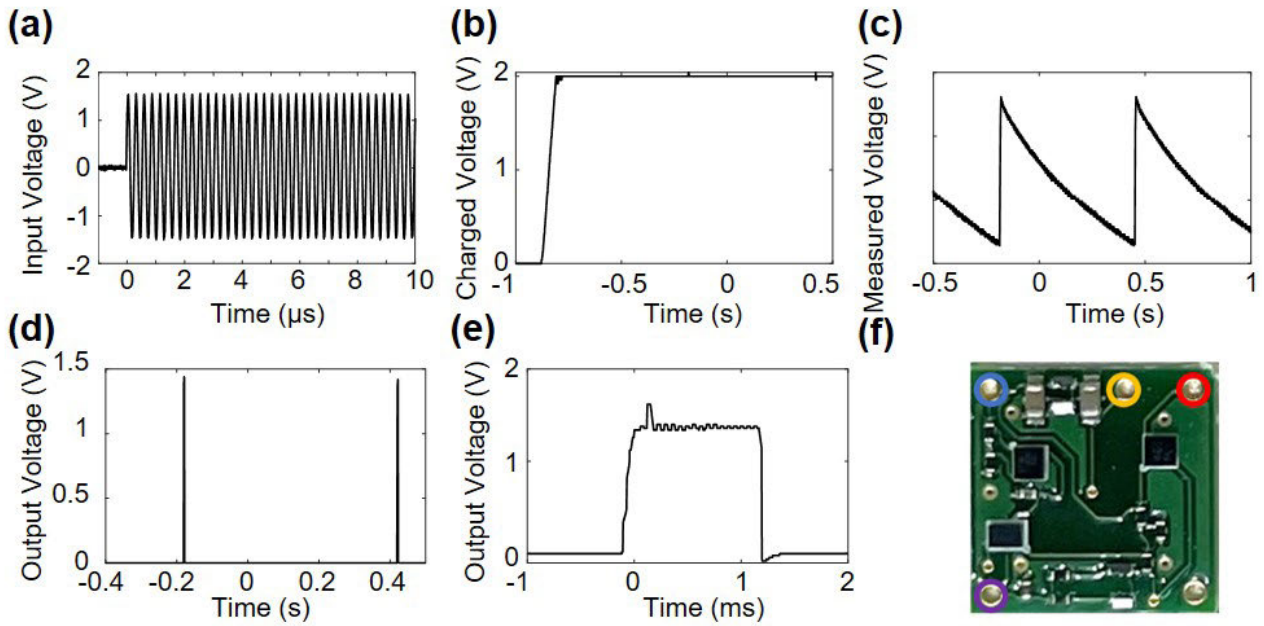 (a)
Input Voltage (V)
2
1
0
-1
-2
0 2 4 6 8 10
Time (µs)
(b)
Charged Voltage (V)
2
1
0
-1 -0.5 0 0.5
Time (s)
(c)
Measured Voltage (V)
-0.5 0 0.5 1
Time (s)
(d)
Output Voltage (V)
1.5
1
0.5
0
-0.4 -0.2 0 0.2 0.4
Time (s)
(e)
Output Voltage (V)
2
1
0
-1 0 1 2
Time (ms)
(f)